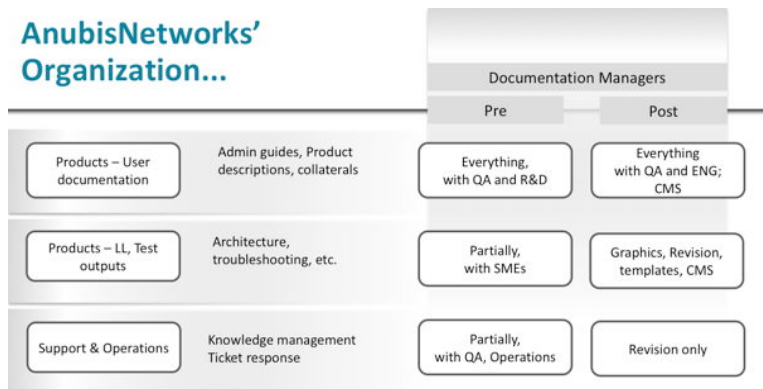 AnubisNetworks'
Organization...
Documentation Managers
Pre
Post
Products – User
documentation
Admin guides, Product
descriptions, collaterals
Everything,
with QA and R&D
Everything
with QA and ENG;
CMS
Products – LL, Test
outputs
Architecture,
troubleshooting, etc.
Partially,
with SMEs
Graphics, Revision,
templates, CMS
Support & Operations
Knowledge management
Ticket response
Partially,
with QA, Operations
Revision only